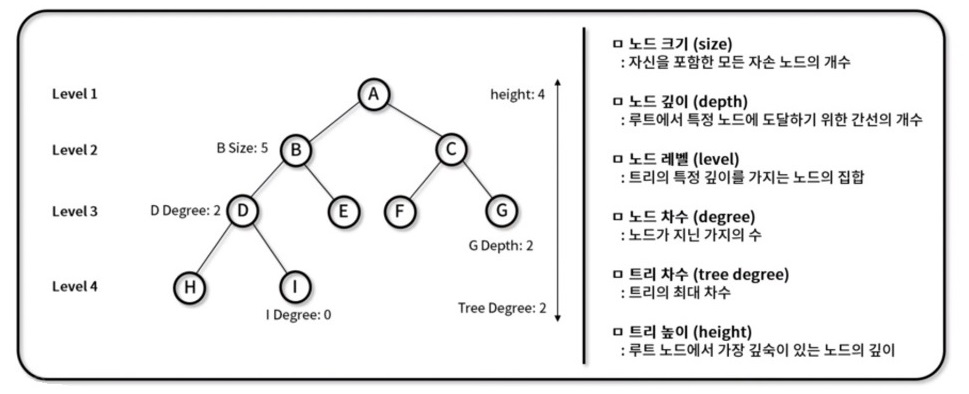 Level 1
A
height: 4
Level 2
B Size: 5
B
C
Level 3
D Degree: 2
D
E
F
G
G Depth: 2
Level 4
H
I
I Degree: 0
Tree Degree: 2
ㅁ 노드 크기 (size)
: 자신을 포함한 모든 자손 노드의 개수
ㅁ 노드 깊이 (depth)
: 루트에서 특정 노드에 도달하기 위한 간선의 개수
ㅁ 노드 레벨 (level)
: 트리의 특정 깊이를 가지는 노드의 집합
ㅁ 노드 차수 (degree)
: 노드가 지닌 가지의 수
ㅁ 트리 차수 (tree degree)
: 트리의 최대 차수
ㅁ 트리 높이 (height)
: 루트 노드에서 가장 깊숙이 있는 노드의 깊이